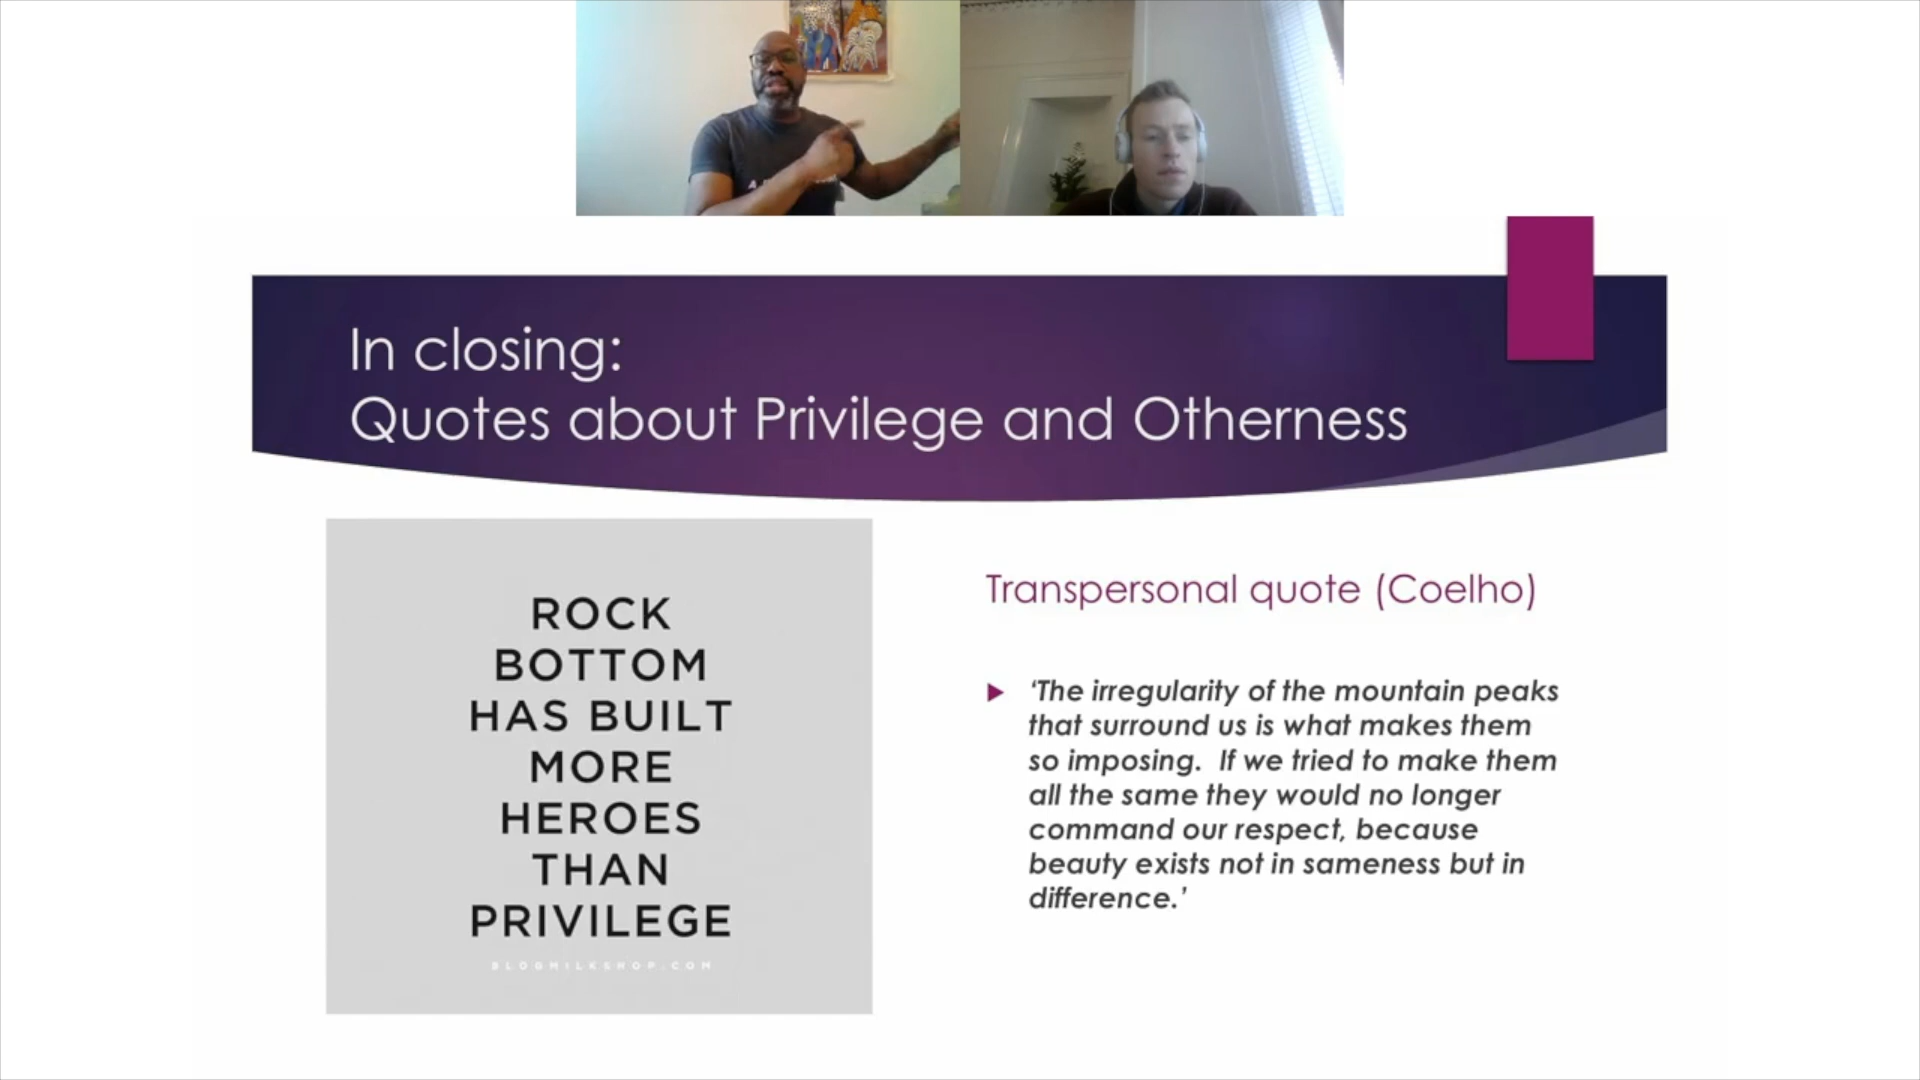 In closing:
Quotes about Privilege and Otherness
ROCK
BOTTOM
HAS BUILT
MORE
HEROES
THAN
PRIVILEGE
BLOGMILKSHOP.COM
Transpersonal quote (Coelho)
‘The irregularity of the mountain peaks
that surround us is what makes them
so imposing.  If we tried to make them
all the same they would no longer
command our respect, because
beauty exists not in sameness but in
difference.’